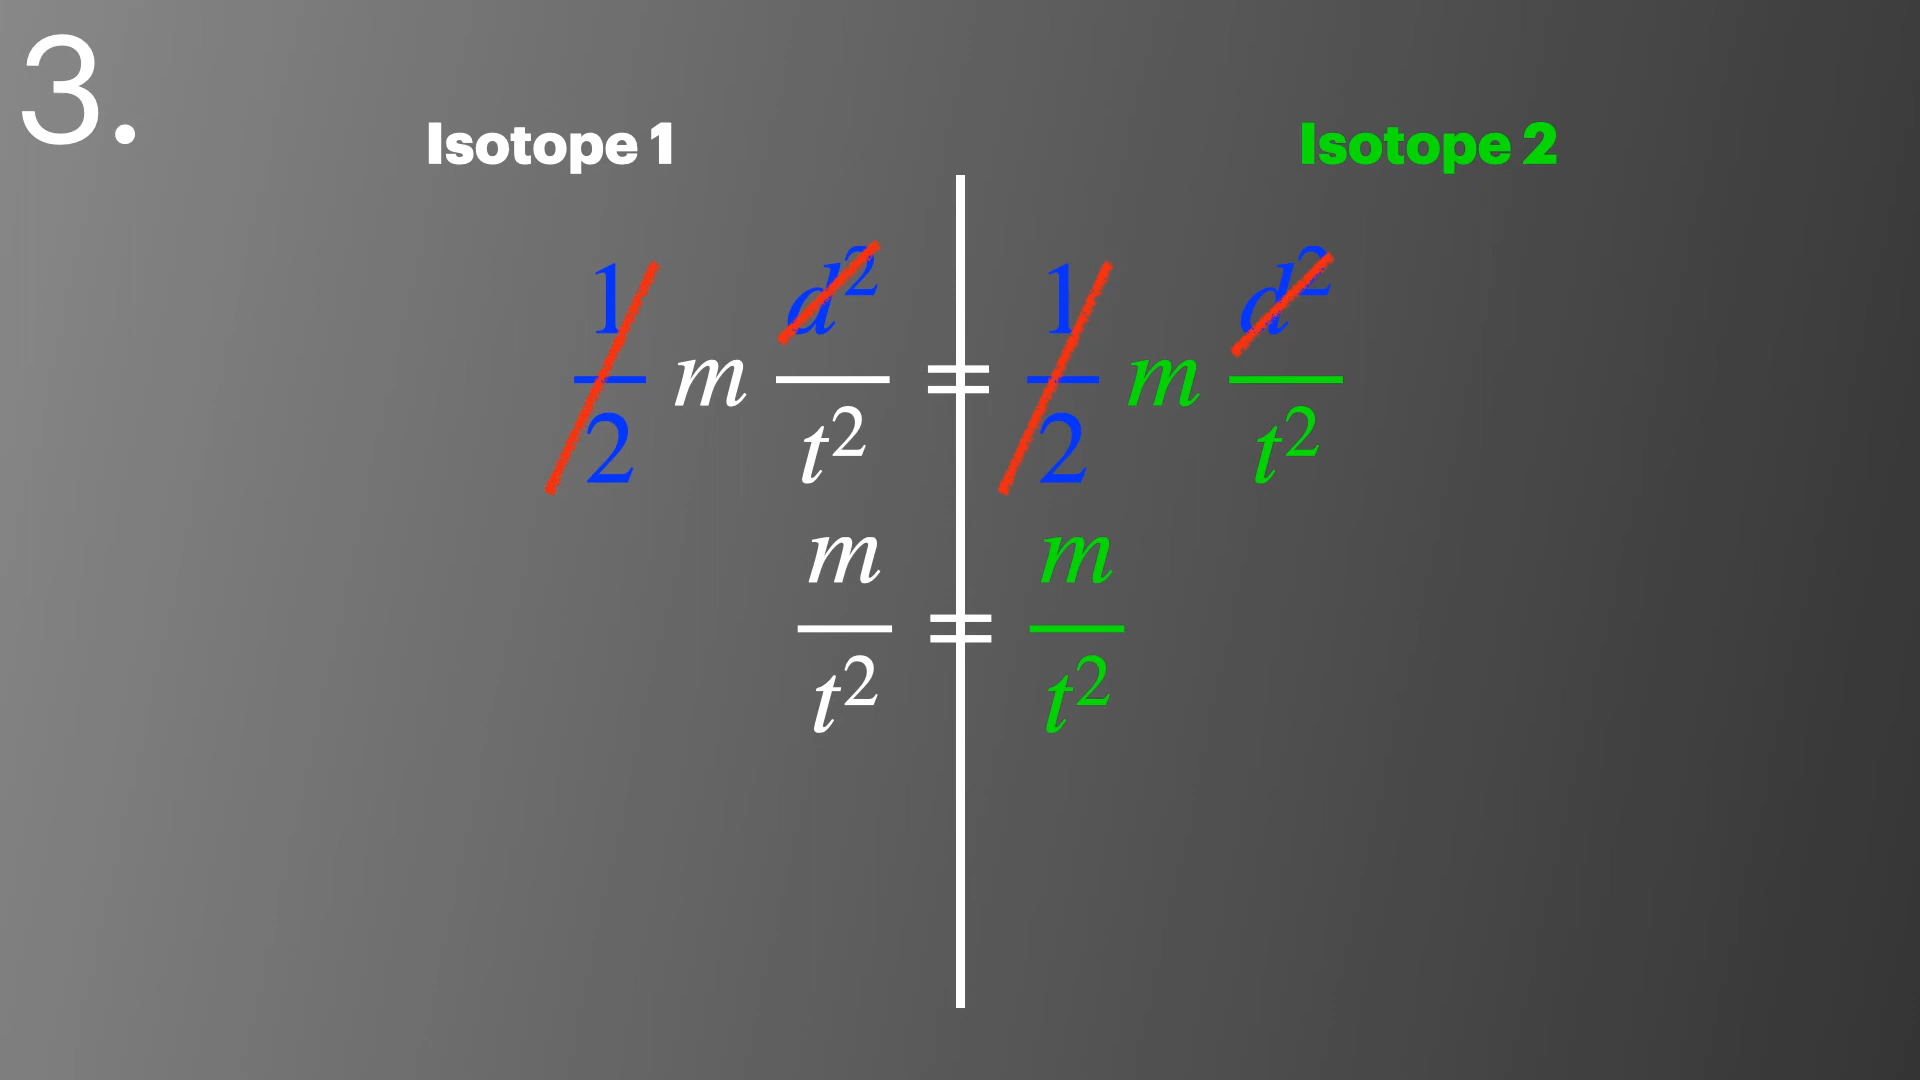 3.
Isotope 1
Isotope 2
1/2 m d²/t² = 1/2 m d²/t²
m/t² = m/t²